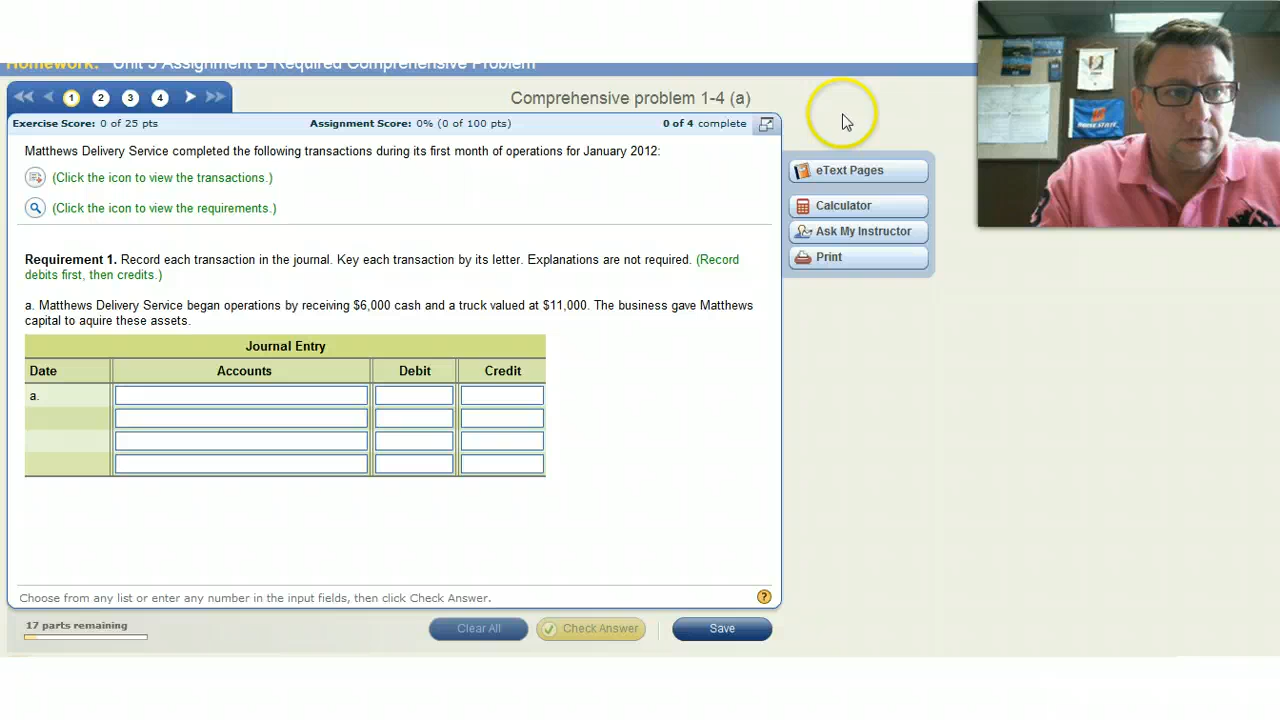 Homework: Unit 3 Assignment B Required Comprehensive Problem
1 2 3 4
Comprehensive problem 1-4 (a)
Exercise Score: 0 of 25 pts Assignment Score: 0% (0 of 100 pts) 0 of 4 complete
Matthews Delivery Service completed the following transactions during its first month of operations for January 2012:
(Click the icon to view the transactions.)
(Click the icon to view the requirements.)
Requirement 1. Record each transaction in the journal. Key each transaction by its letter. Explanations are not required. (Record
debits first, then credits.)
a. Matthews Delivery Service began operations by receiving $6,000 cash and a truck valued at $11,000. The business gave Matthews
capital to aquire these assets.
Journal Entry
Date Accounts Debit Credit
a.
Choose from any list or enter any number in the input fields, then click Check Answer.
?
17 parts remaining
Clear All
Check Answer
Save
eText Pages
Calculator
Ask My Instructor
Print